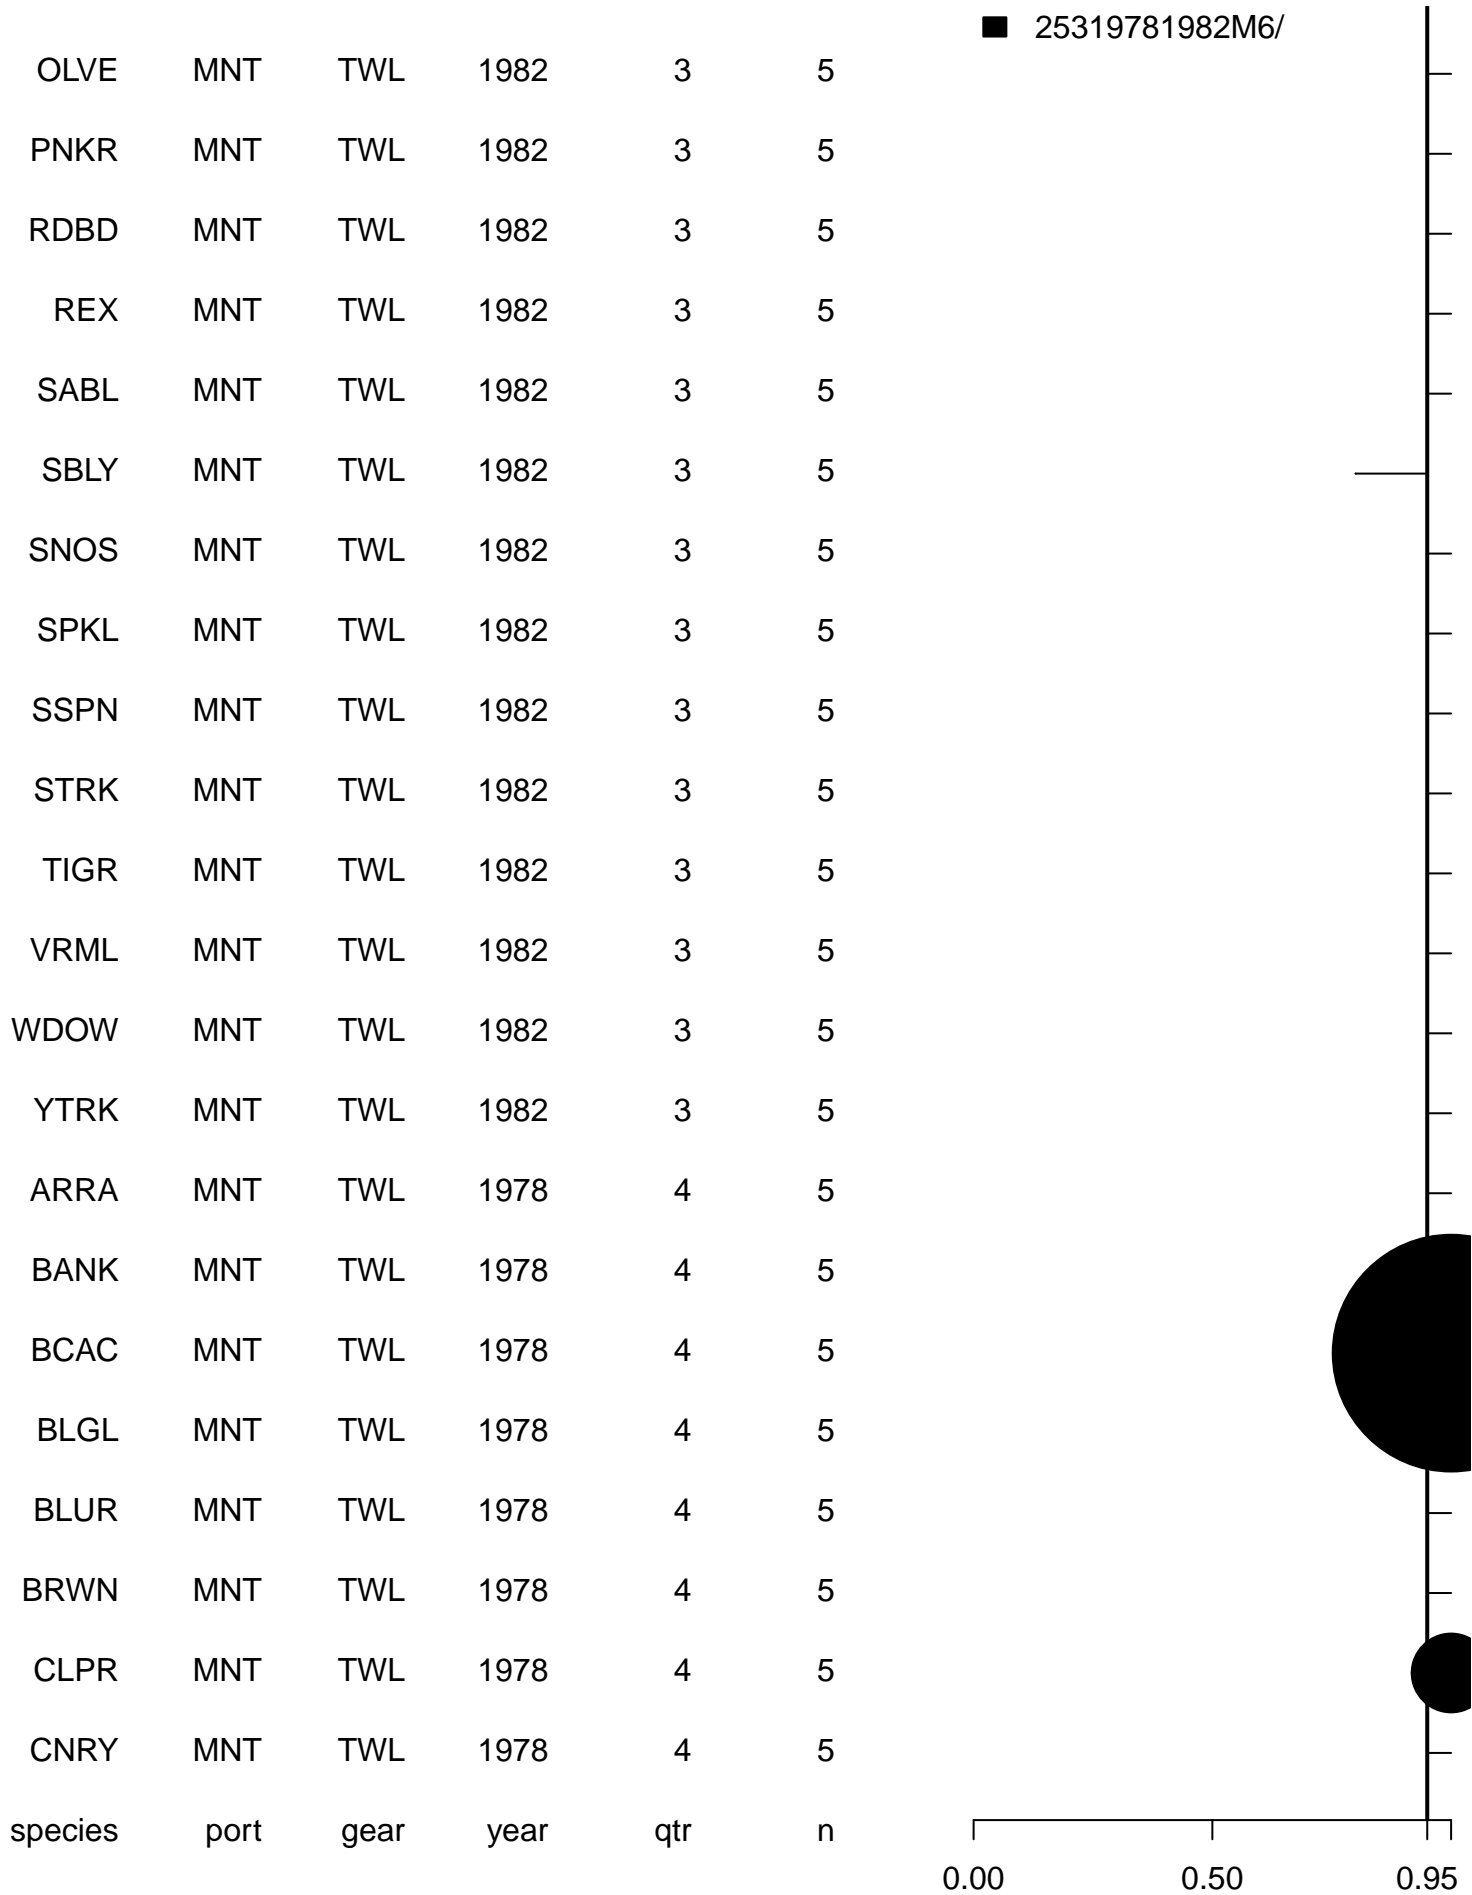 25319781982M6/
OLVE MNT TWL 1982 3 5
PNKR MNT TWL 1982 3 5
RDBD MNT TWL 1982 3 5
REX MNT TWL 1982 3 5
SABL MNT TWL 1982 3 5
SBLY MNT TWL 1982 3 5
SNOS MNT TWL 1982 3 5
SPKL MNT TWL 1982 3 5
SSPN MNT TWL 1982 3 5
STRK MNT TWL 1982 3 5
TIGR MNT TWL 1982 3 5
VRML MNT TWL 1982 3 5
WDOW MNT TWL 1982 3 5
YTRK MNT TWL 1982 3 5
ARRA MNT TWL 1978 4 5
BANK MNT TWL 1978 4 5
BCAC MNT TWL 1978 4 5
BLGL MNT TWL 1978 4 5
BLUR MNT TWL 1978 4 5
BRWN MNT TWL 1978 4 5
CLPR MNT TWL 1978 4 5
CNRY MNT TWL 1978 4 5
species port gear year qtr n
0.00 0.50 0.95